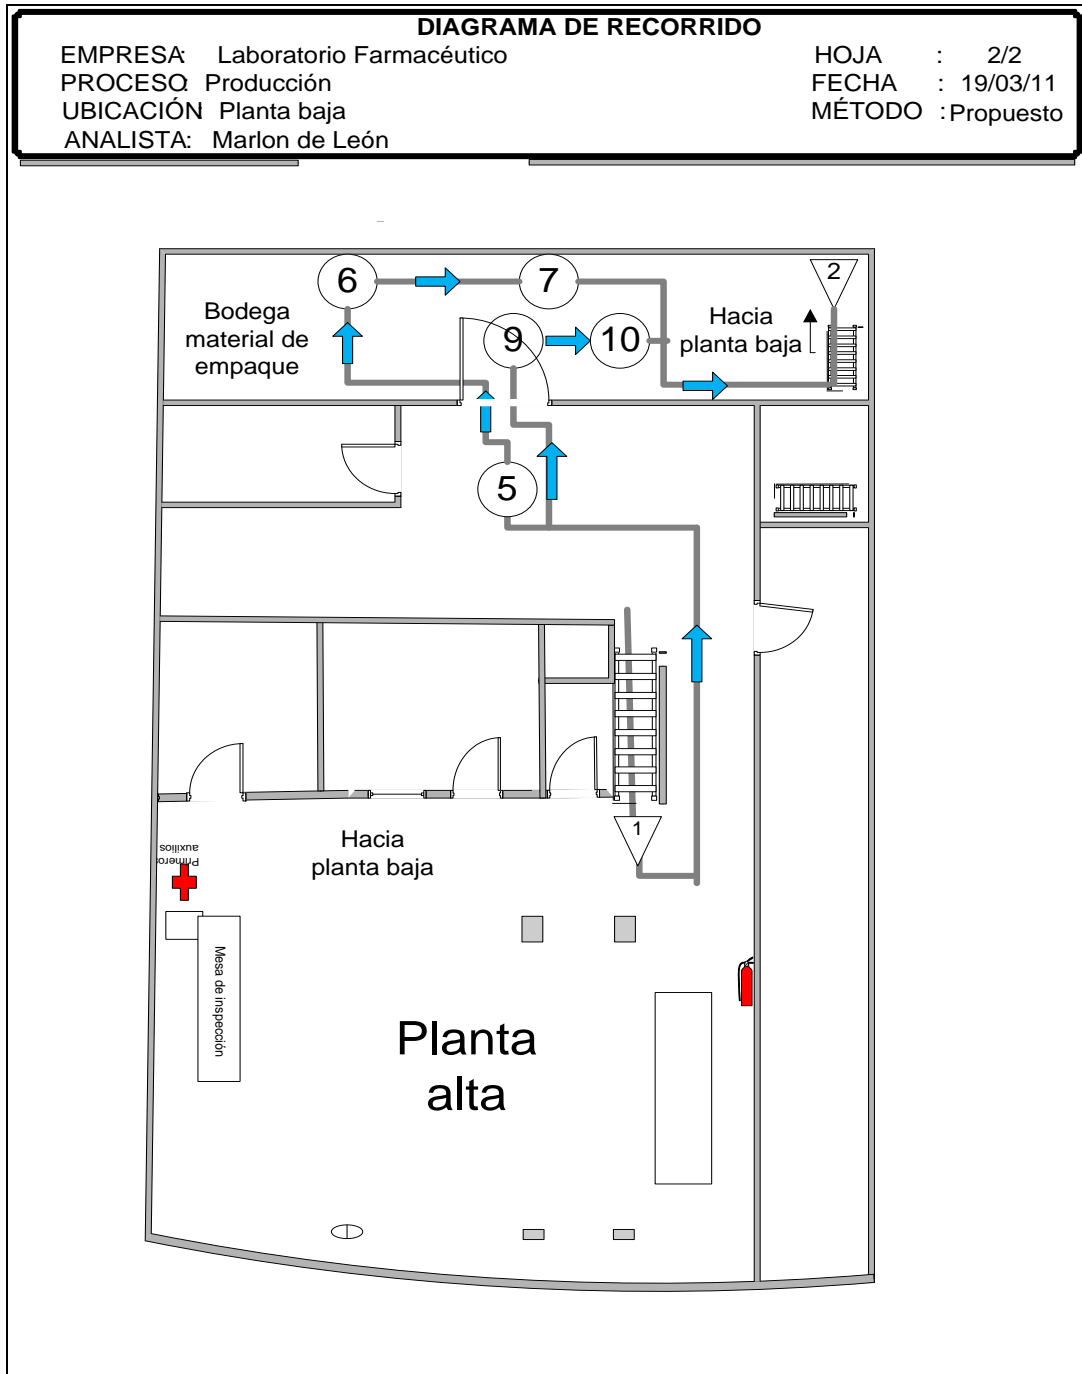 DIAGRAMA DE RECORRIDO
EMPRESA: Laboratorio Farmacéutico
HOJA : 2/2
PROCESO: Producción
FECHA : 19/03/11
UBICACIÓN: Planta baja
MÉTODO : Propuesto
ANALISTA: Marlon de León
6
7
2
Bodega
material de
empaque
9
10
Hacia
planta baja
5
1
Hacia
planta baja
Primeros
auxilios
Mesa de inspección
Planta
alta